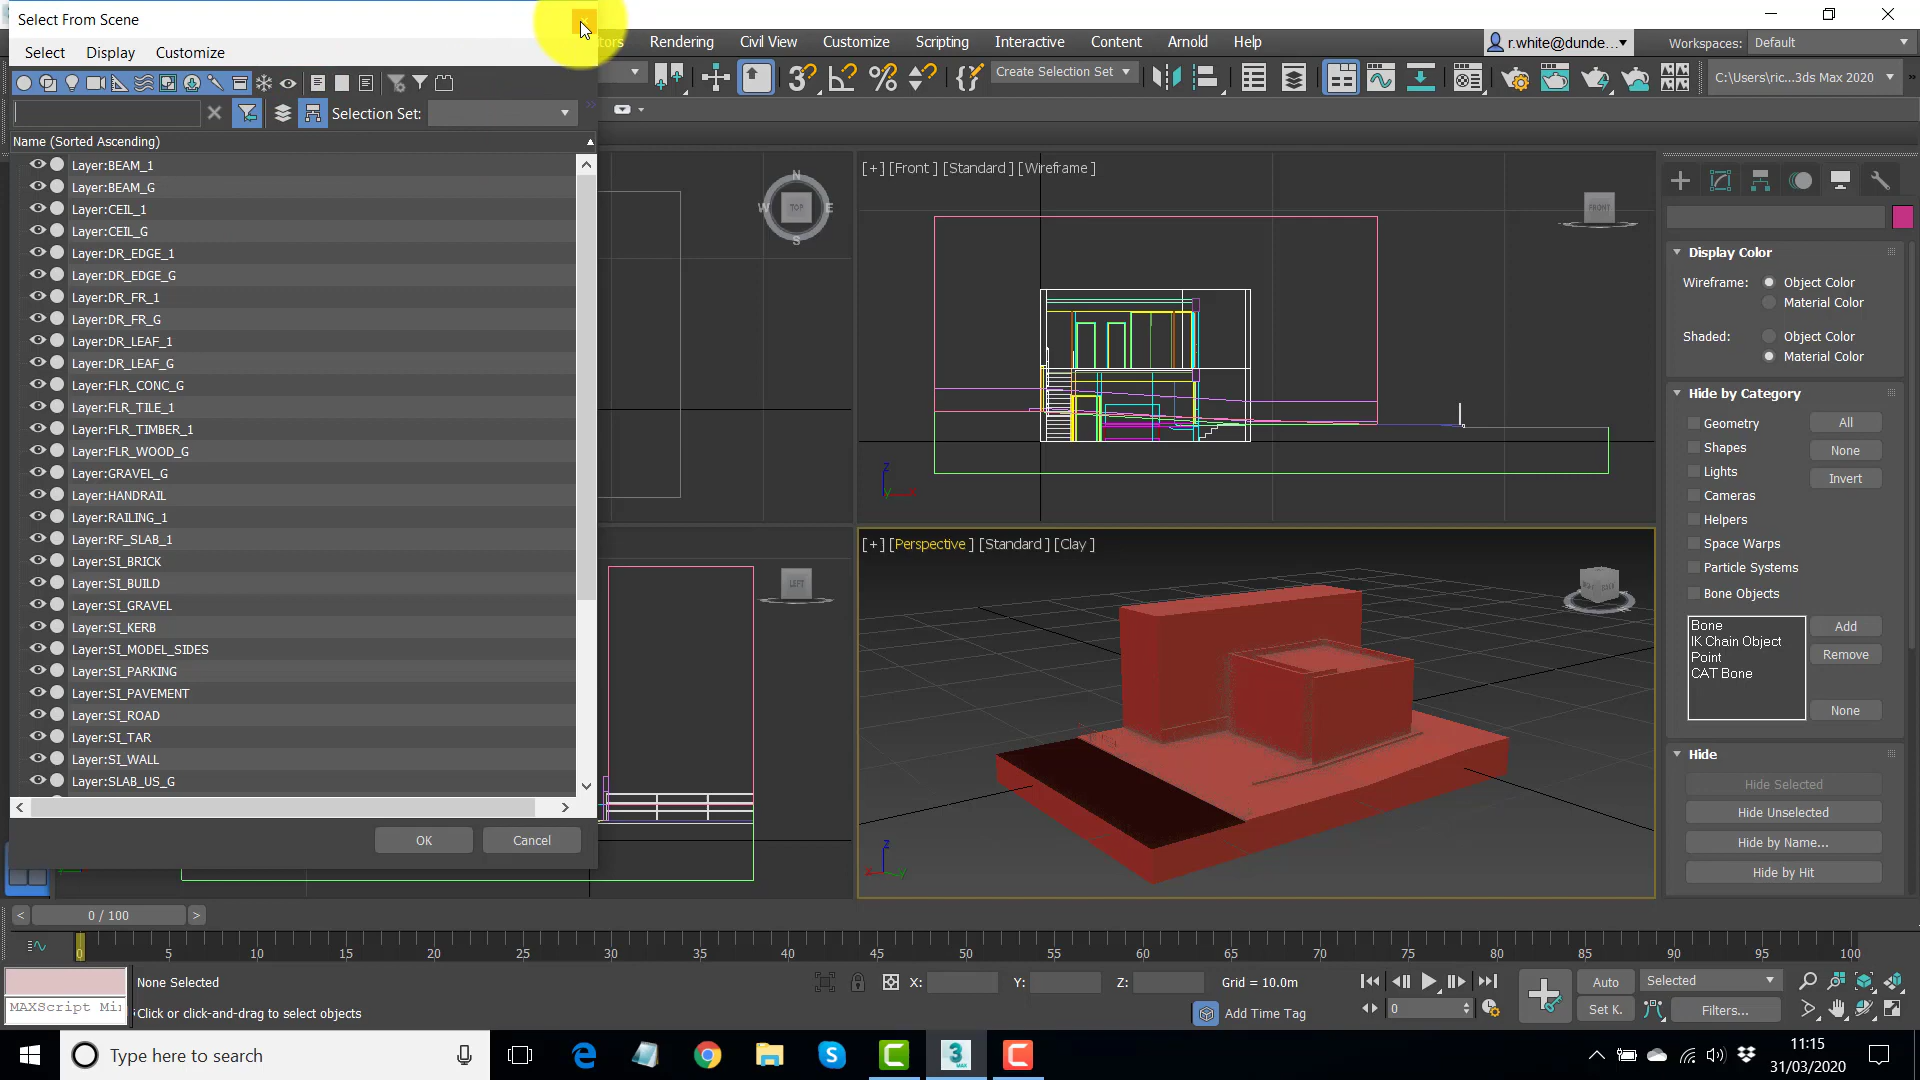 Select From Scene
Select Display Customize
Rendering Civil View Customize Scripting Interactive Content Arnold Help
r.white@dunde... Workspaces: Default
Create Selection Set
C:\Users\ric...3ds Max 2020
Selection Set:
Name (Sorted Ascending)
Layer:BEAM_1
Layer:BEAM_G
Layer:CEIL_1
Layer:CEIL_G
Layer:DR_EDGE_1
Layer:DR_EDGE_G
Layer:DR_FR_1
Layer:DR_FR_G
Layer:DR_LEAF_1
Layer:DR_LEAF_G
Layer:FLR_CONC_G
Layer:FLR_TILE_1
Layer:FLR_TIMBER_1
Layer:FLR_WOOD_G
Layer:GRAVEL_G
Layer:HANDRAIL
Layer:RAILING_1
Layer:RF_SLAB_1
Layer:SI_BRICK
Layer:SI_BUILD
Layer:SI_GRAVEL
Layer:SI_KERB
Layer:SI_MODEL_SIDES
Layer:SI_PARKING
Layer:SI_PAVEMENT
Layer:SI_ROAD
Layer:SI_TAR
Layer:SI_WALL
Layer:SLAB_US_G
OK Cancel
N
W TOP E
S
[+] [Front ] [Standard ] [Wireframe ]
FRONT
z
LEFT
[+] [Perspective ] [Standard ] [Clay ]
z
x y
Display Color
Wireframe: Object Color
Material Color
Shaded: Object Color
Material Color
Hide by Category
Geometry All
Shapes None
Lights Invert
Cameras
Helpers
Space Warps
Particle Systems
Bone Objects
Bone Add
IK Chain Object Remove
Point
CAT Bone
None
Hide
Hide Selected
Hide Unselected
Hide by Name...
Hide by Hit
< 0 / 100 >
0 5 10 15 20 25 30 35 40 45 50 55 60 65 70 75 80 85 90 95 100
None Selected X: Y: Z: Grid = 10.0m Auto Selected
MAXScript Mi Click or click-and-drag to select objects Add Time Tag 0 Set K. Filters...
Type here to search
3
MAX
11:15
31/03/2020